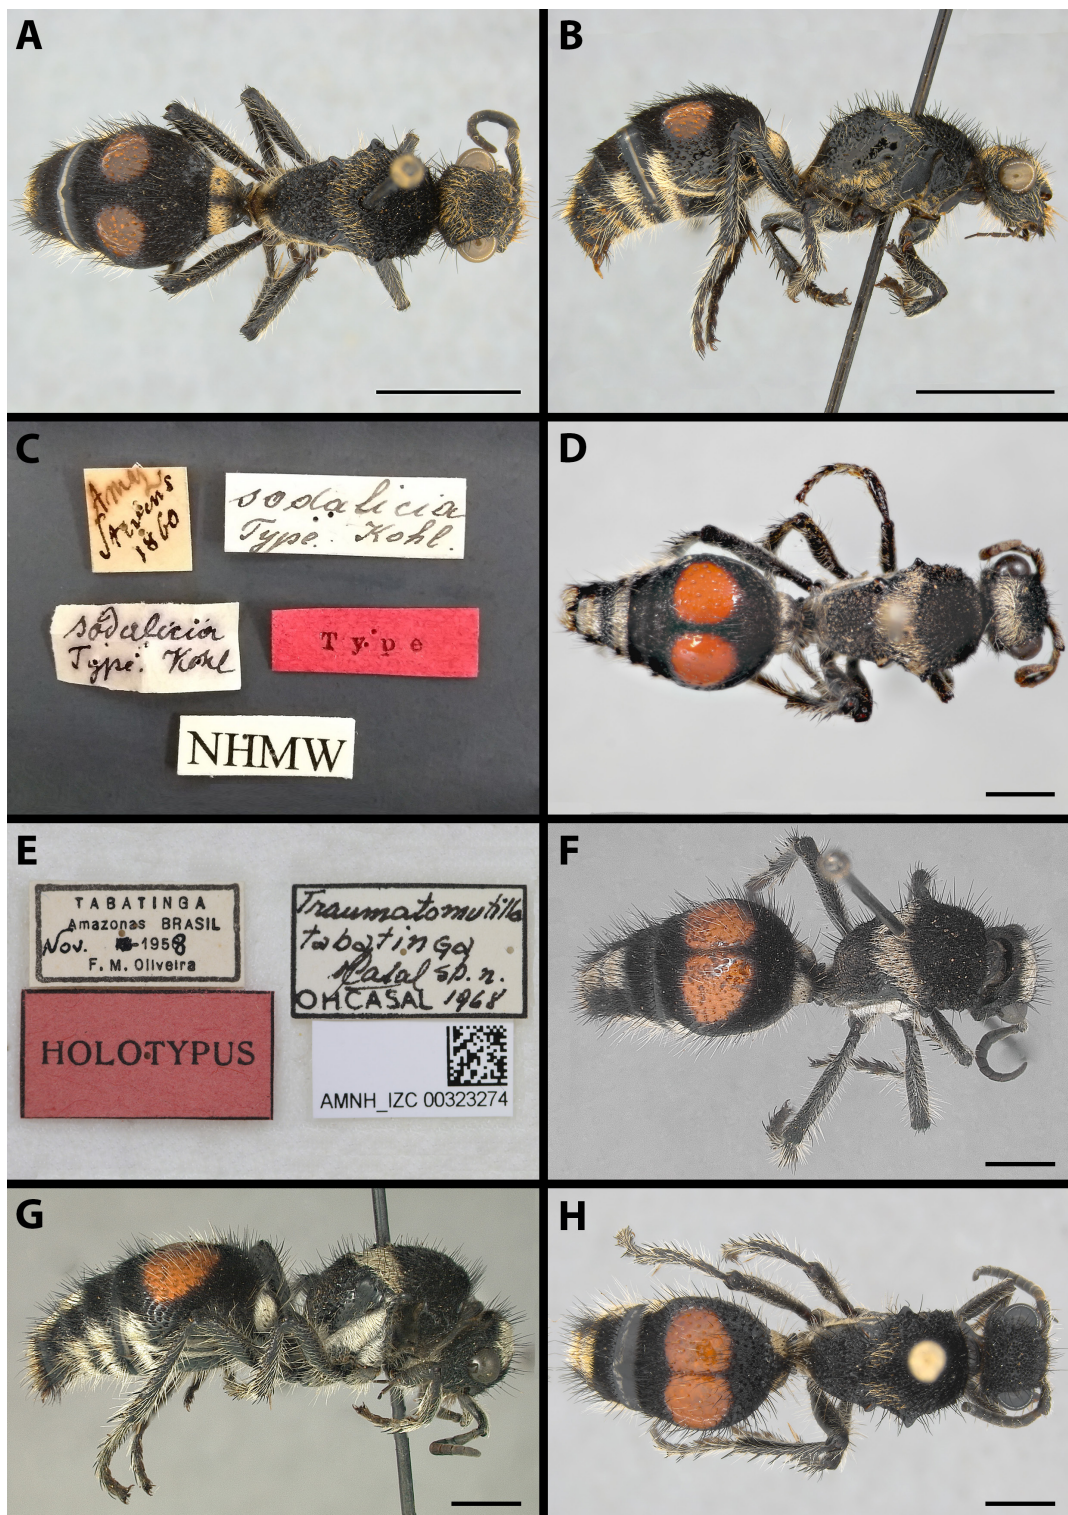 A
B
C
Amaz
Stevens
1860
sodalicia
Type. Kohl.
sodalicia
Type. Kohl
Type
NHMW
D
E
TABATINGA
Amazonas BRASIL
Nov. -1958
F. M. Oliveira
HOLOTYPUS
Traumatomutilla
tabatinga
Casal sp. n.
OHCASAL 1968
AMNH_IZC 00323274
F
G
H